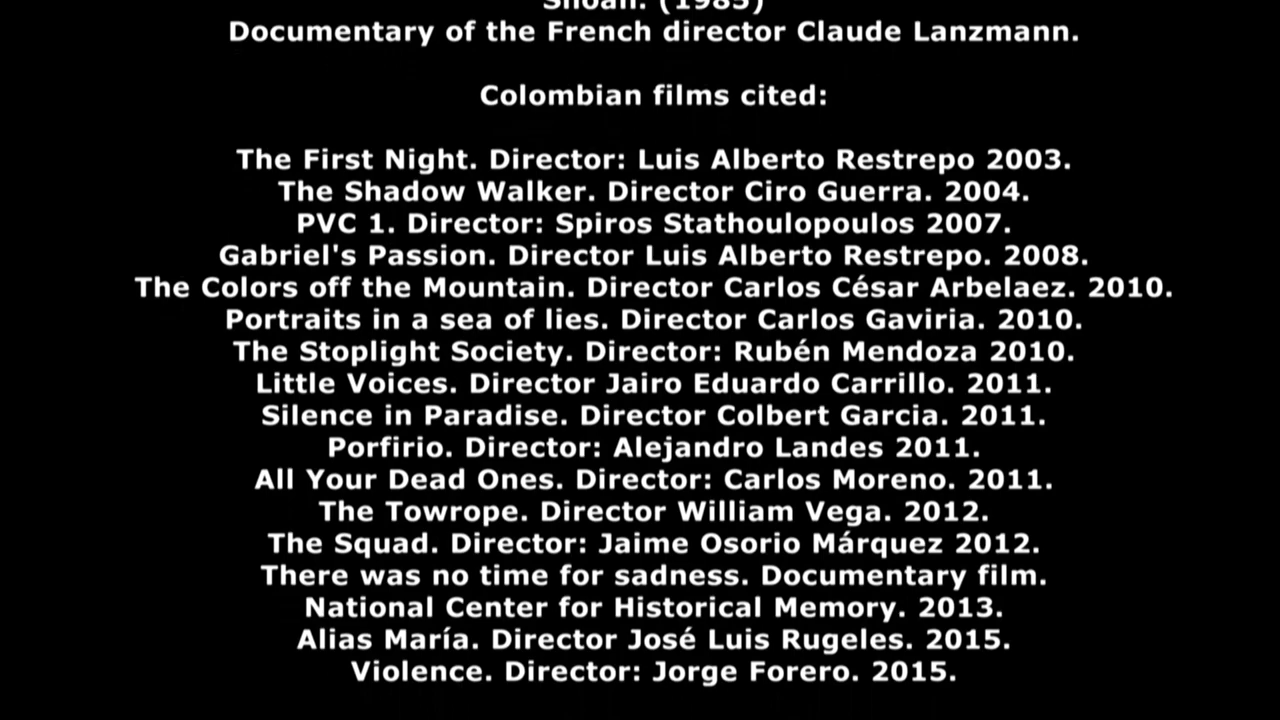 Shoah. (1985)
Documentary of the French director Claude Lanzmann.
Colombian films cited:
The First Night. Director: Luis Alberto Restrepo 2003.
The Shadow Walker. Director Ciro Guerra. 2004.
PVC 1. Director: Spiros Stathoulopoulos 2007.
Gabriel's Passion. Director Luis Alberto Restrepo. 2008.
The Colors off the Mountain. Director Carlos César Arbelaez. 2010.
Portraits in a sea of lies. Director Carlos Gaviria. 2010.
The Stoplight Society. Director: Rubén Mendoza 2010.
Little Voices. Director Jairo Eduardo Carrillo. 2011.
Silence in Paradise. Director Colbert Garcia. 2011.
Porfirio. Director: Alejandro Landes 2011.
All Your Dead Ones. Director: Carlos Moreno. 2011.
The Towrope. Director William Vega. 2012.
The Squad. Director: Jaime Osorio Márquez 2012.
There was no time for sadness. Documentary film.
National Center for Historical Memory. 2013.
Alias María. Director José Luis Rugeles. 2015.
Violence. Director: Jorge Forero. 2015.